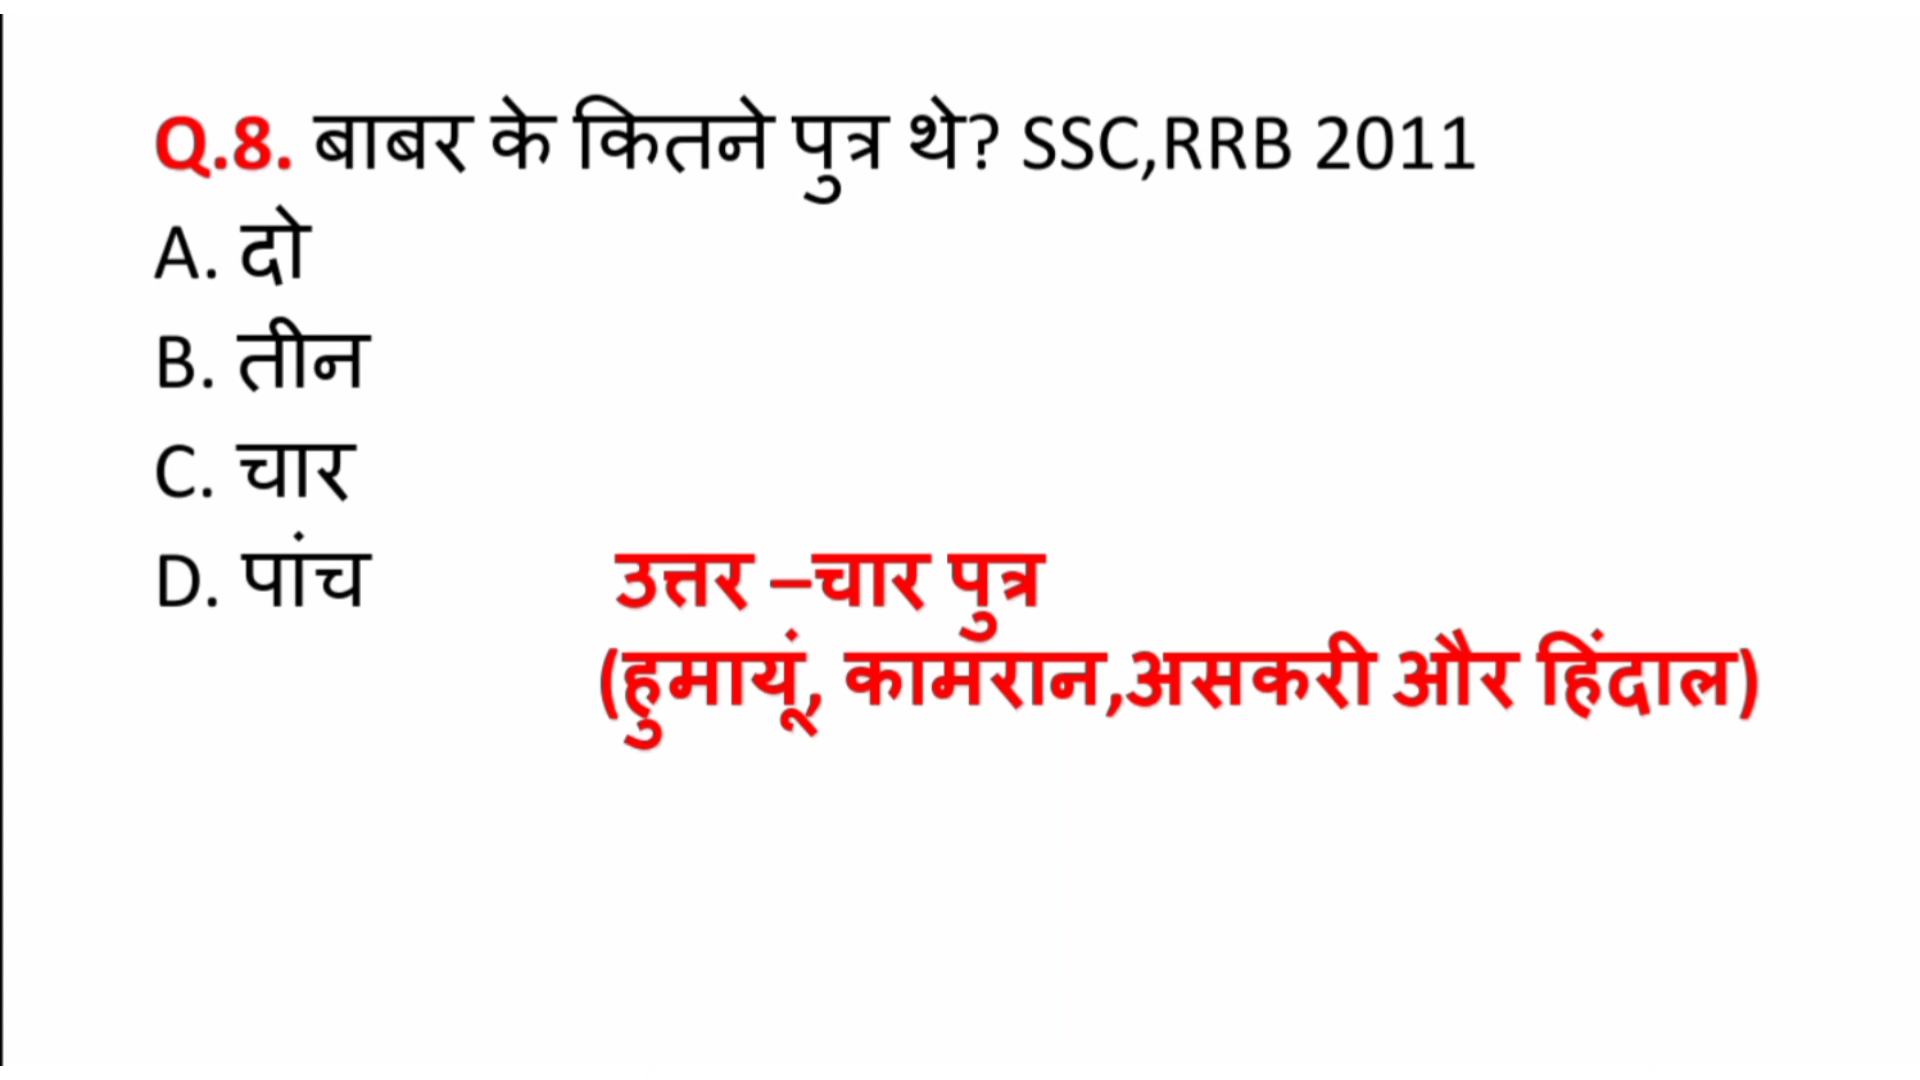 Q.8. बाबर के कितने पुत्र थे? SSC,RRB 2011
A. दो
B. तीन
C. चार
D. पांच
उत्तर –चार पुत्र
(हुमायूं, कामरान,असकरी और हिंदाल)